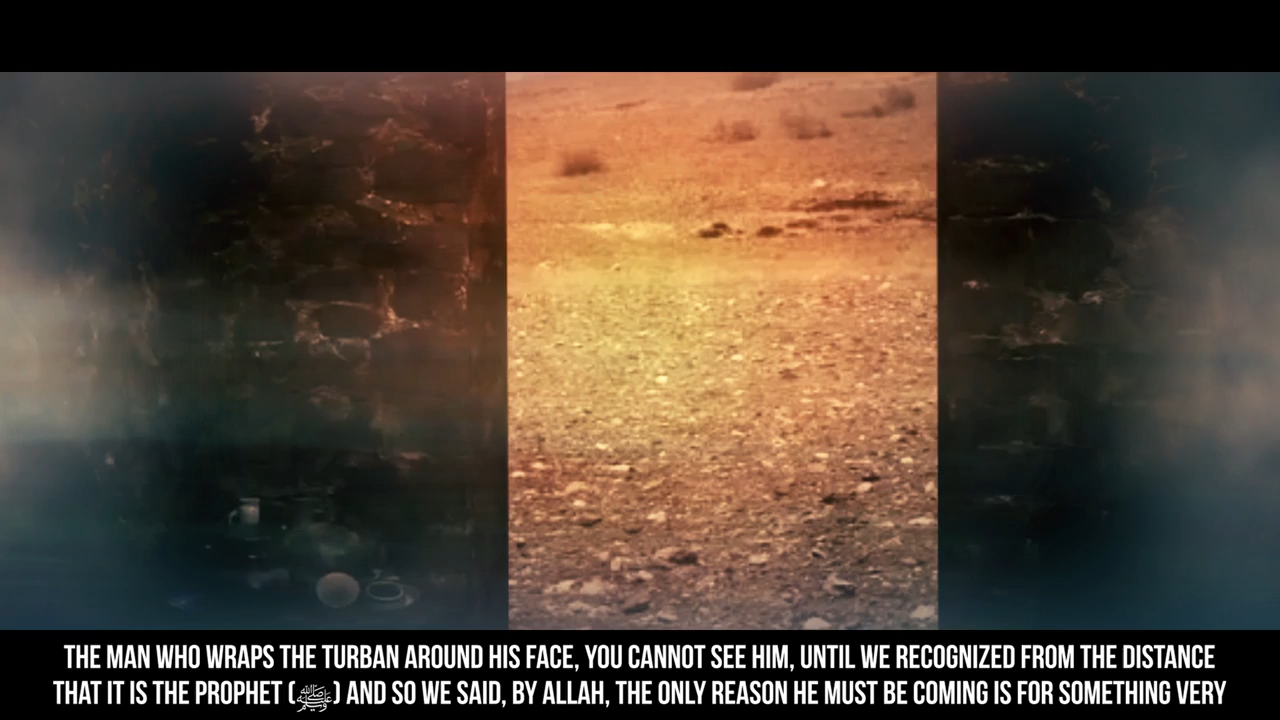 THE MAN WHO WRAPS THE TURBAN AROUND HIS FACE, YOU CANNOT SEE HIM, UNTIL WE RECOGNIZED FROM THE DISTANCE
THAT IT IS THE PROPHET (ﷺ) AND SO WE SAID, BY ALLAH, THE ONLY REASON HE MUST BE COMING IS FOR SOMETHING VERY